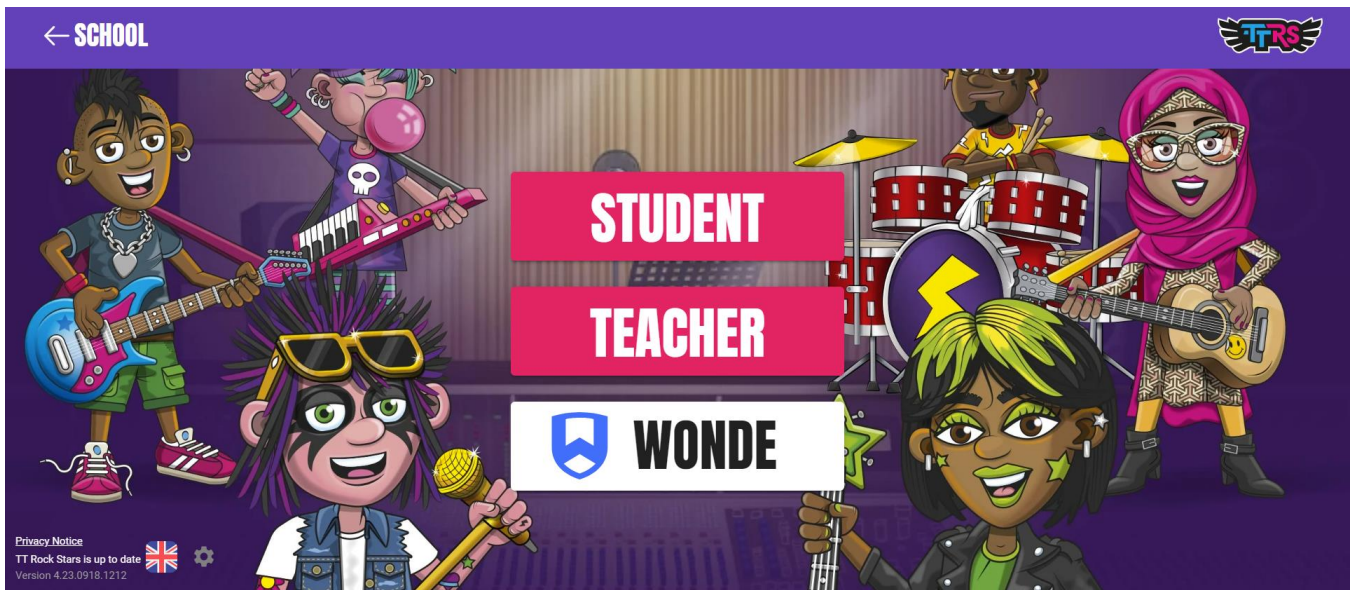 ← SCHOOL
TTRS
STUDENT
TEACHER
WONDE
Privacy Notice
TT Rock Stars is up to date
Version 4.23.0918.1212